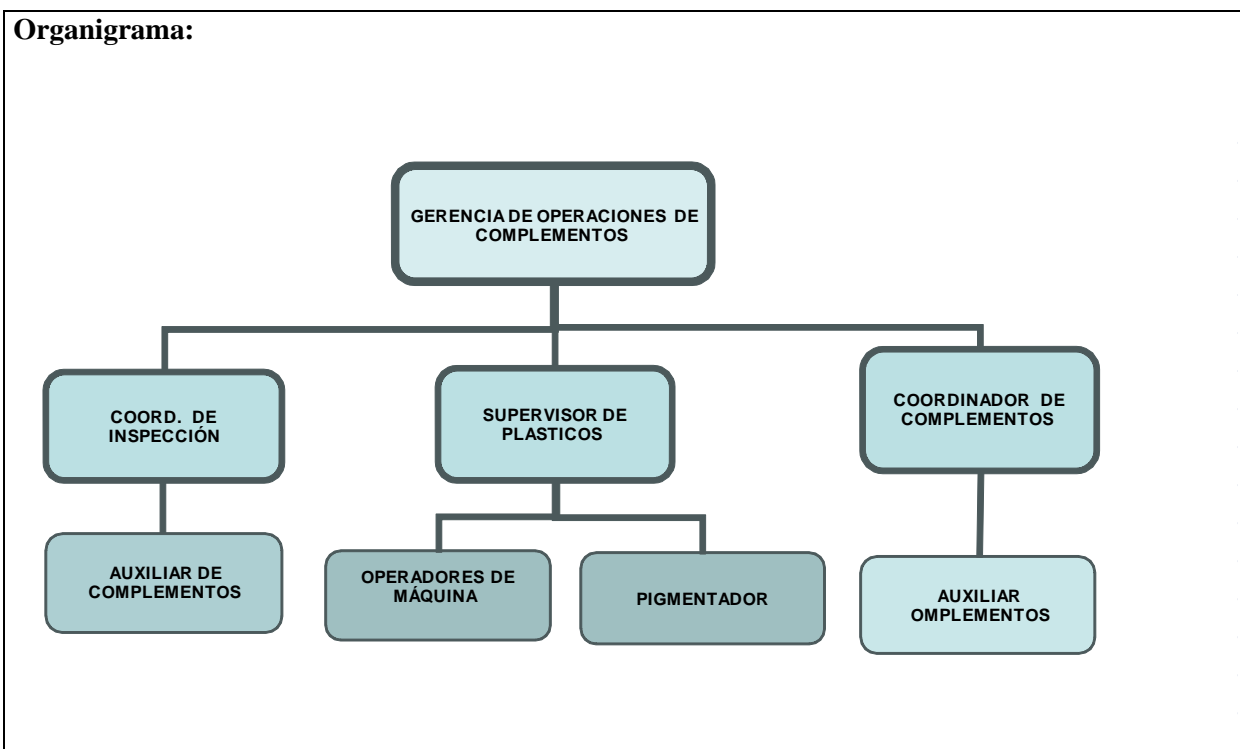 Organigrama:
GERENCIA DE OPERACIONES DE
COMPLEMENTOS
COORD. DE
INSPECCIÓN
SUPERVISOR DE
PLASTICOS
COORDINADOR DE
COMPLEMENTOS
AUXILIAR DE
COMPLEMENTOS
OPERADORES DE
MÁQUINA
PIGMENTADOR
AUXILIAR
OMPLEMENTOS